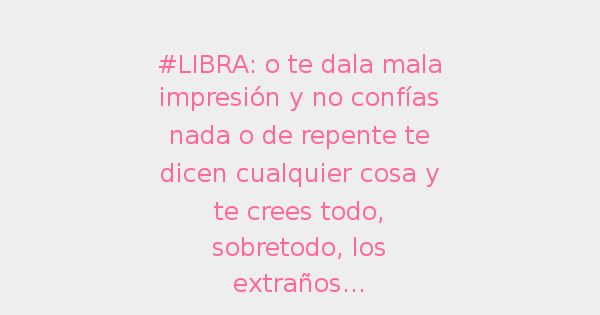 #LIBRA: o te dala mala
impresión y no confías
nada o de repente te
dicen cualquier cosa y
te crees todo,
sobretodo, los
extraños...